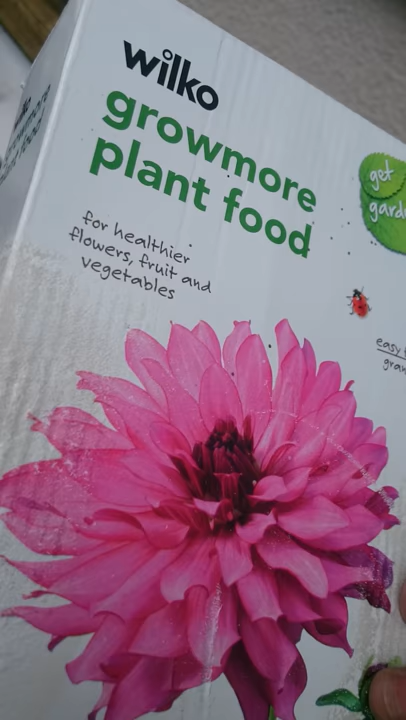 wilko
growmore
plant food
for healthier
flowers, fruit and
vegetables
get
easy